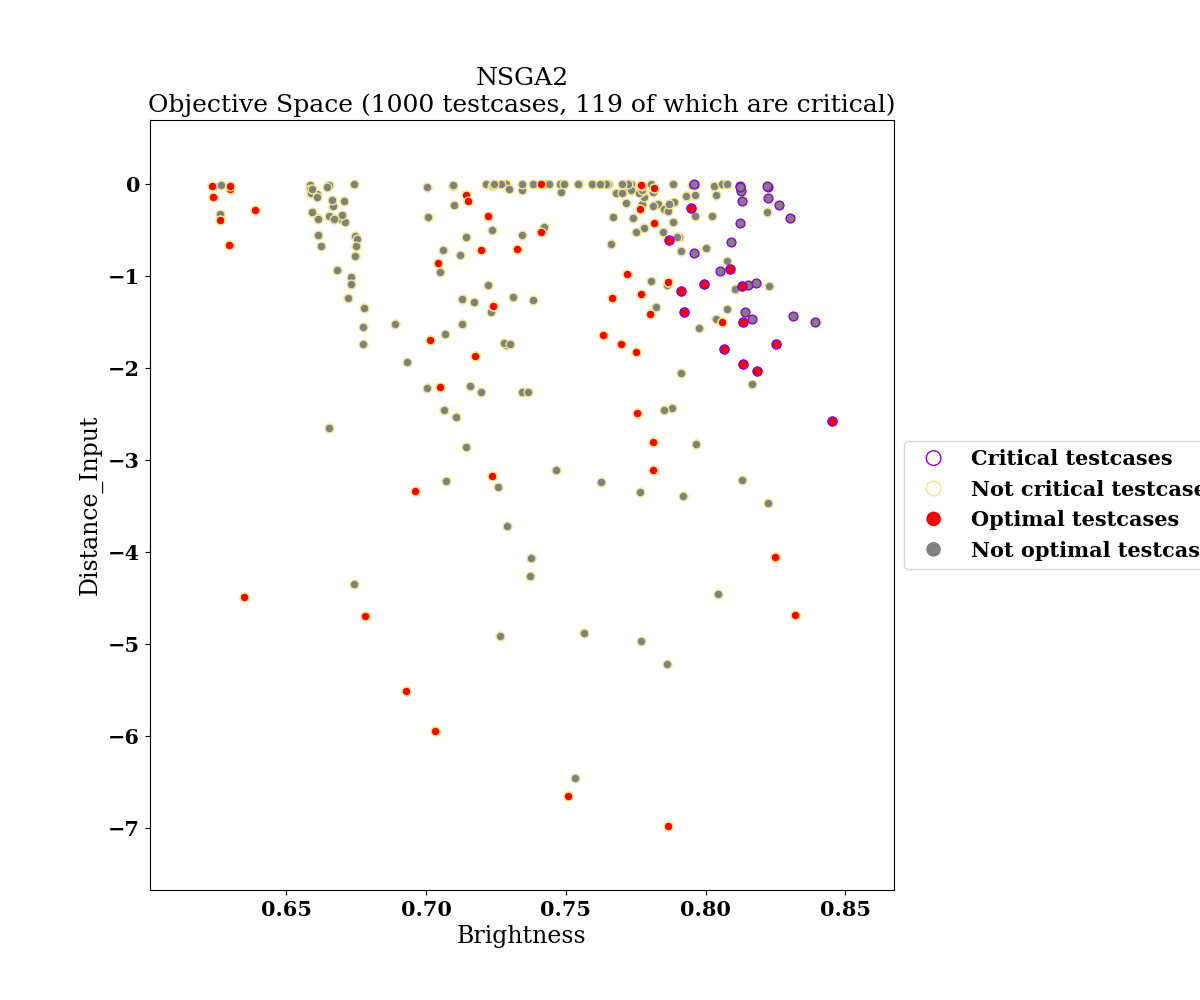 NSGA2
Objective Space (1000 testcases, 119 of which are critical)
0
−1
−2
−3
−4
−5
−6
−7
Distance_Input
0.65 0.70 0.75 0.80 0.85
Brightness
Critical testcases
Not critical testcase
Optimal testcases
Not optimal testcas